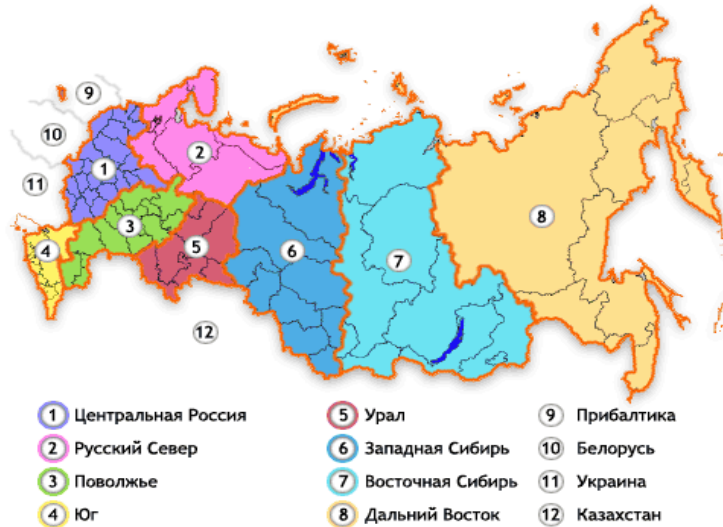 9
10
2
1
11
3
8
4
5
6
7
12
1 Центральная Россия
2 Русский Север
3 Поволжье
4 Юг
5 Урал
6 Западная Сибирь
7 Восточная Сибирь
8 Дальний Восток
9 Прибалтика
10 Белорусь
11 Украина
12 Казахстан